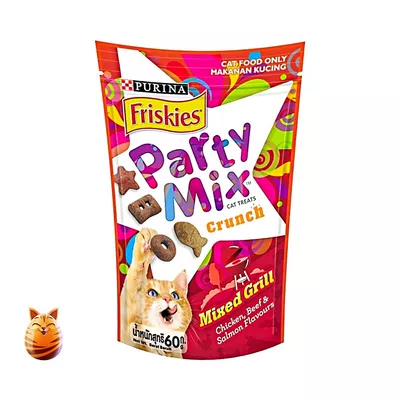 CAT FOOD ONLY
MAKANAN KUCING
PURINA
Friskies®
Party
Mix™
CAT TREATS
Crunch
Mixed Grill
Chicken, Beef &
Salmon Flavours
น้ำหนักสุทธิ 60 ก.